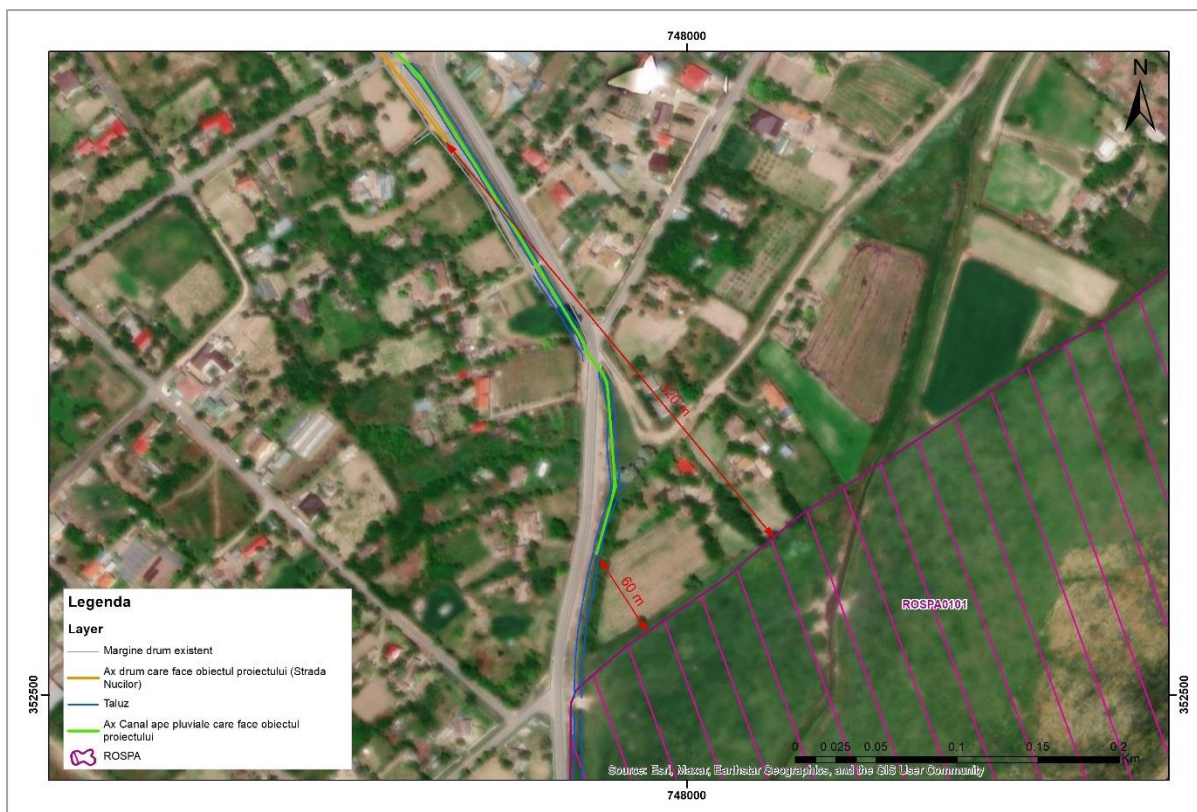 748000
N
320 m
60 m
ROSPA0101
352500
352500
Legenda
Layer
Margine drum existent
Ax drum care face obiectul proiectului (Strada
Nucilor)
Taluz
Ax Canal ape pluviale care face obiectul
proiectului
ROSPA
0 0.025 0.05 0.1 0.15 0.2
Km
Source: Esri, Maxar, Earthstar Geographics, and the GIS User Community
748000